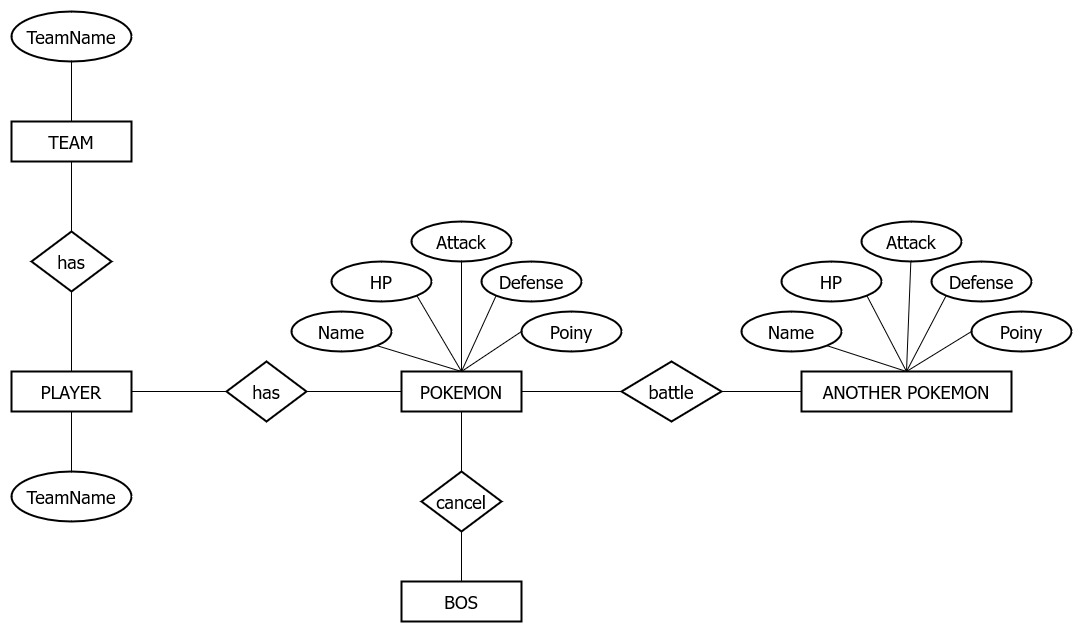 TeamName
TEAM
has
Attack
Attack
HP
Defense
HP
Defense
Name
Poiny
Name
Poiny
PLAYER
has
POKEMON
battle
ANOTHER POKEMON
TeamName
cancel
BOS